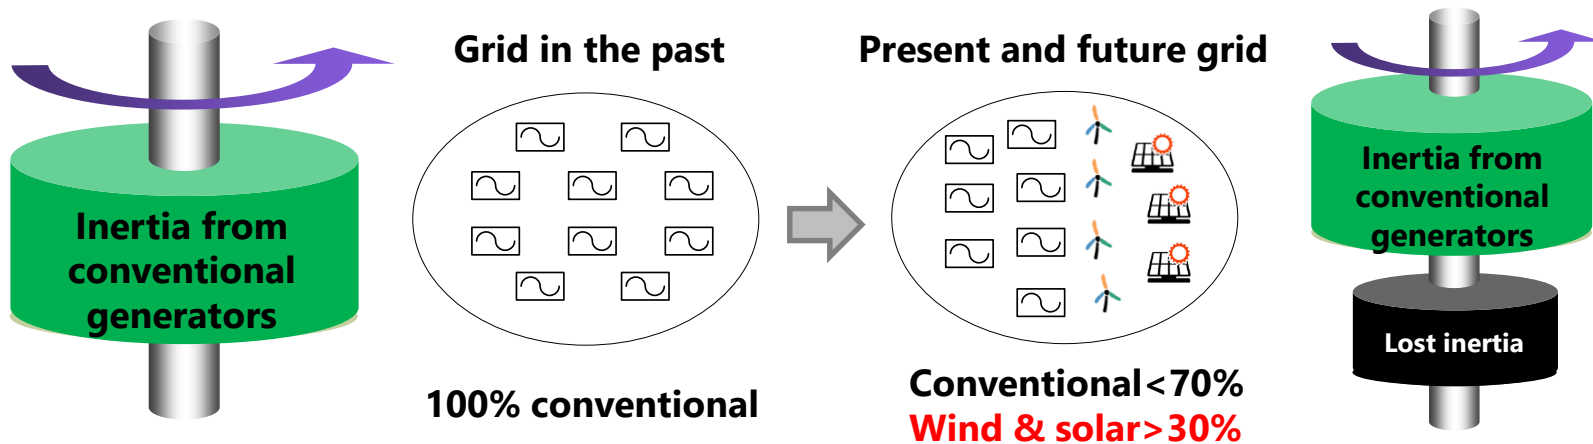 Grid in the past
Present and future grid
Inertia from
conventional
generators
100% conventional
Conventional<70%
Wind & solar>30%
Inertia from
conventional
generators
Lost inertia